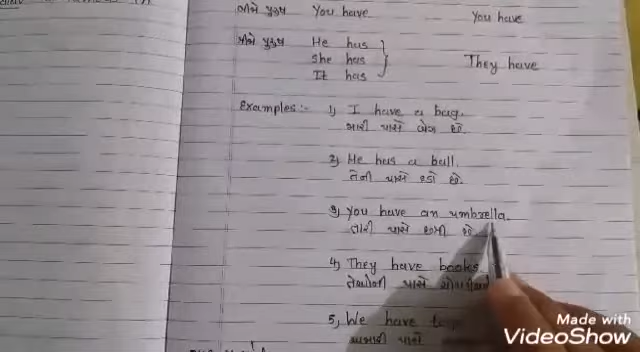 બીજો પુરુષ You have You have
ત્રીજો પુરુષ He has
She has They have
It has
Examples:- 1) I have a bag.
મારી પાસે બેગ છે.
2) He has a ball.
તેની પાસે દડો છે.
3) You have an umbrella.
તારી પાસે છત્રી છે.
4) They have books
તેઓની પાસે
5) We have
અમારી પાસે
Made with
VideoShow